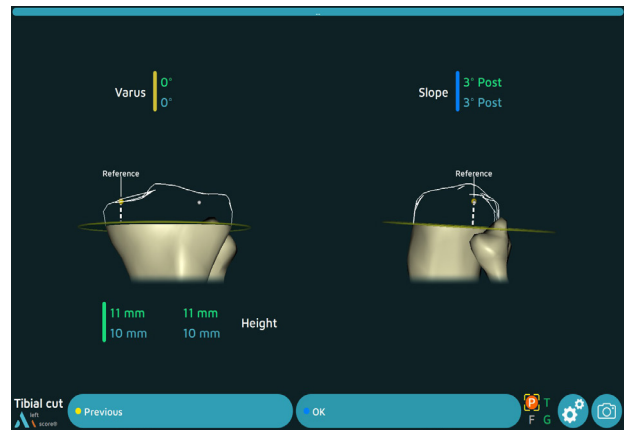 ...
Varus
0°
0°
Slope
3° Post
3° Post
Reference
Reference
11 mm 11 mm
10 mm 10 mm
Height
Tibial cut
left
score®
Previous
OK
P T
F G